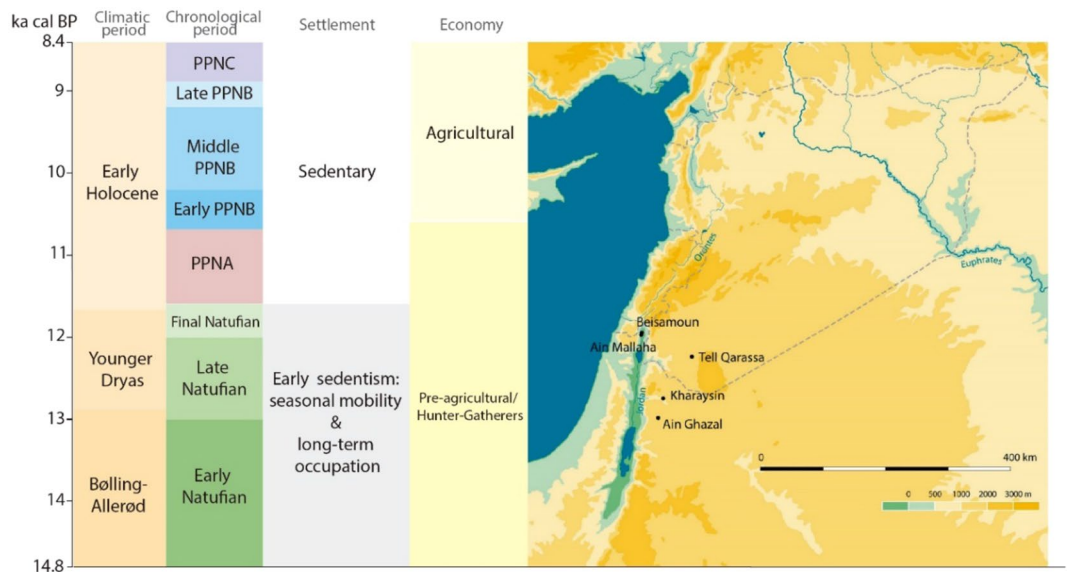 ka cal BP
Climatic
period
Chronological
period
Settlement
Economy
8.4
9
10
11
12
13
14
14.8
Early
Holocene
Younger
Dryas
Bølling-
Allerød
PPNC
Late PPNB
Middle
PPNB
Early PPNB
PPNA
Final Natufian
Late
Natufian
Early
Natufian
Sedentary
Early sedentism:
seasonal mobility
&
long-term
occupation
Agricultural
Pre-agricultural/
Hunter-Gatherers
Orontes
Euphrates
Beisamoun
Ain Mallaha
Tell Qarassa
Jordan
Kharaysin
Ain Ghazal
0 400 km
0 500 1000 2000 3000 m